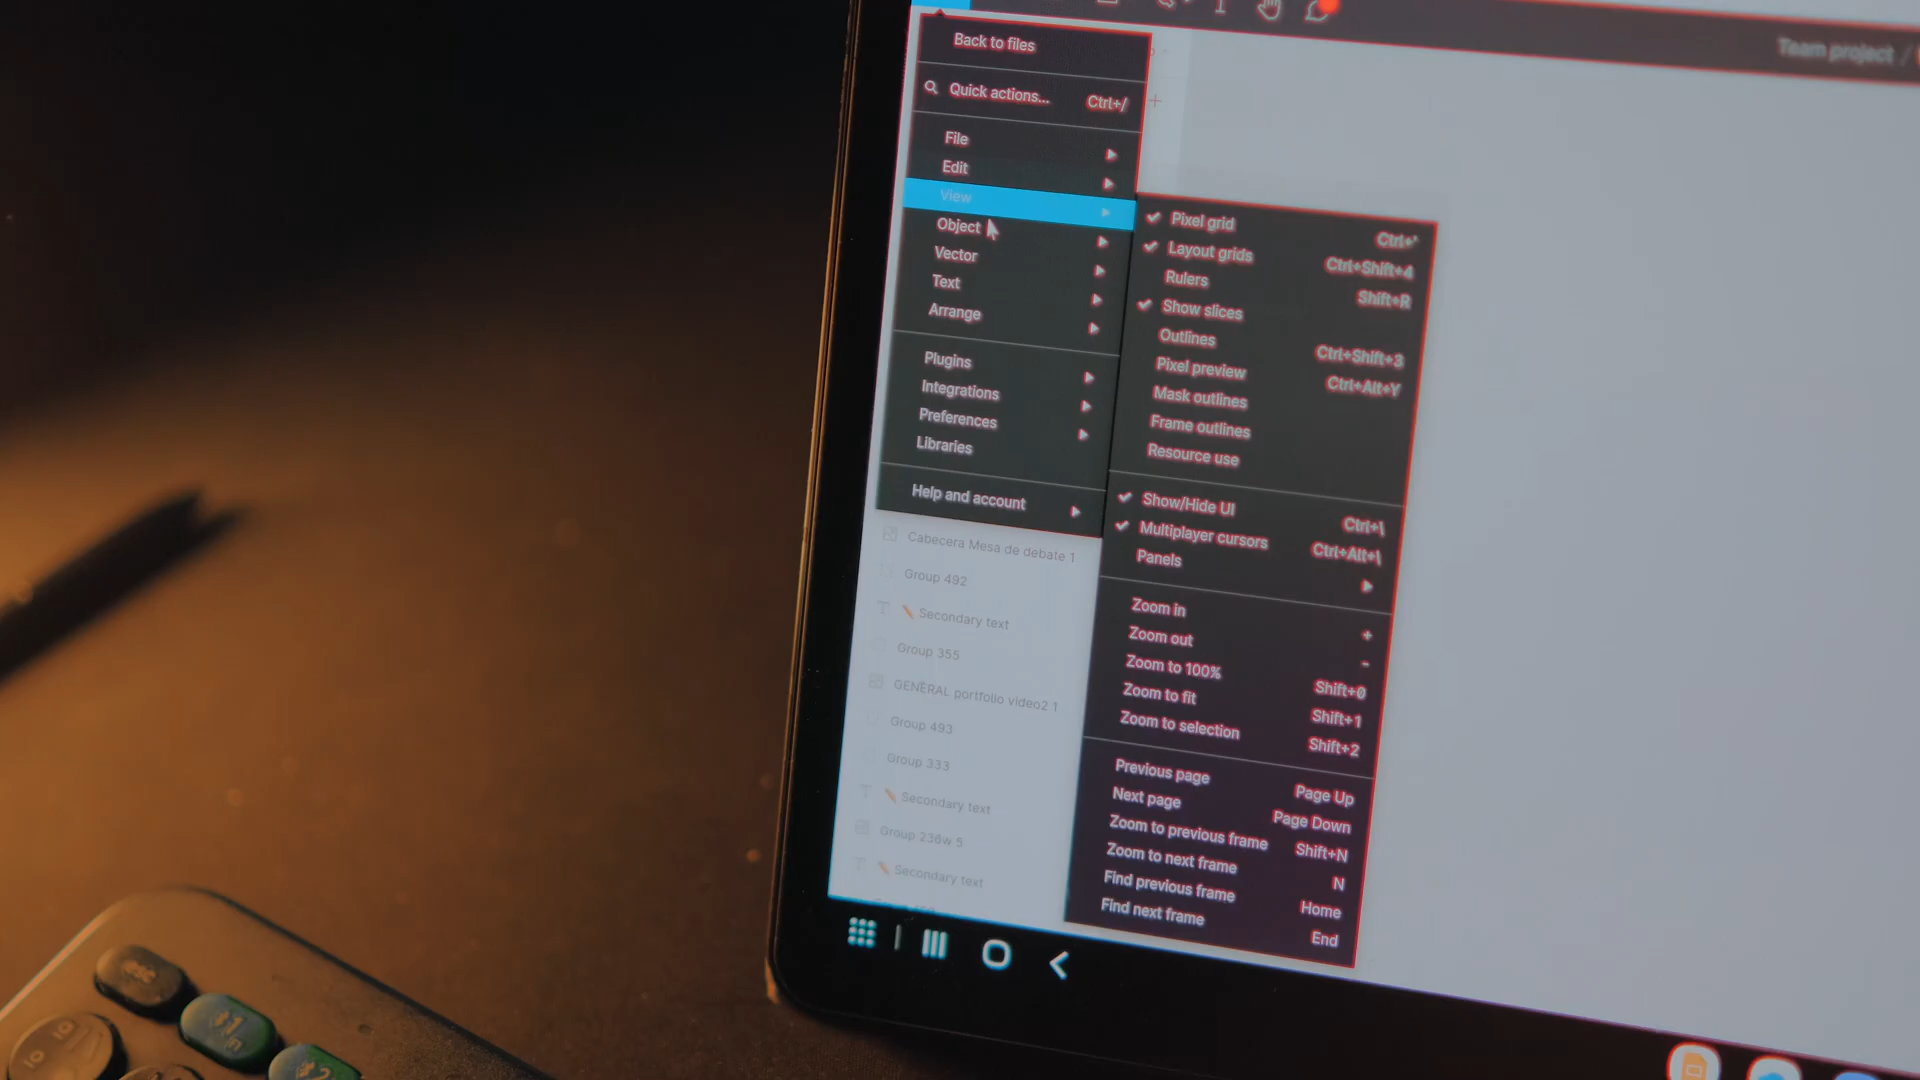 Team project /
Back to files
Quick actions... Ctrl+/
File
Edit
View
Object
Vector
Text
Arrange
Plugins
Integrations
Preferences
Libraries
Help and account
Pixel grid Ctrl+'
Layout grids Ctrl+Shift+4
Rulers Shift+R
Show slices
Outlines Ctrl+Shift+3
Pixel preview Ctrl+Alt+Y
Mask outlines
Frame outlines
Resource use
Show/Hide UI Ctrl+\
Multiplayer cursors Ctrl+Alt+\
Panels
Zoom in +
Zoom out -
Zoom to 100% Shift+0
Zoom to fit Shift+1
Zoom to selection Shift+2
Previous page Page Up
Next page Page Down
Zoom to previous frame Shift+N
Zoom to next frame N
Find previous frame Home
Find next frame End
Cabecera Mesa de debate 1
Group 492
Secondary text
Group 355
GENERAL portfolio video2 1
Group 493
Group 333
Secondary text
Group 236w 5
Secondary text
esc